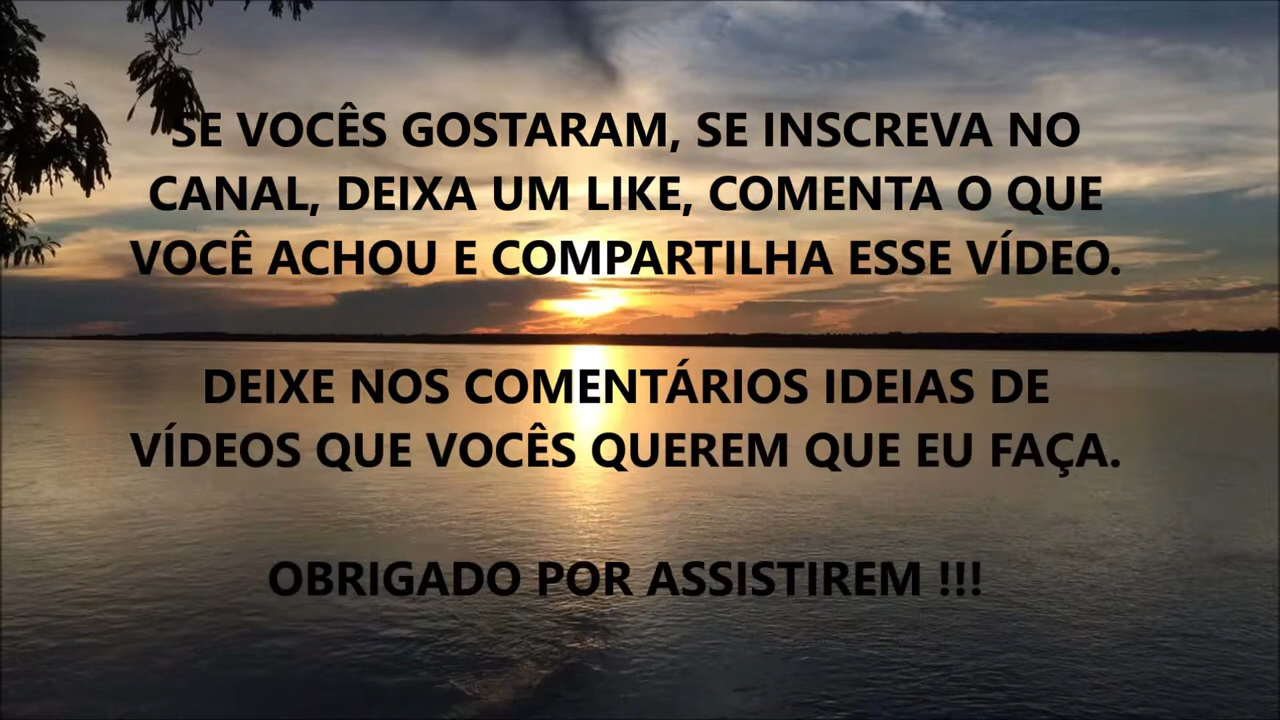 SE VOCÊS GOSTARAM, SE INSCREVA NO
CANAL, DEIXA UM LIKE, COMENTA O QUE
VOCÊ ACHOU E COMPARTILHA ESSE VÍDEO.
DEIXE NOS COMENTÁRIOS IDEIAS DE
VÍDEOS QUE VOCÊS QUEREM QUE EU FAÇA.
OBRIGADO POR ASSISTIREM !!!